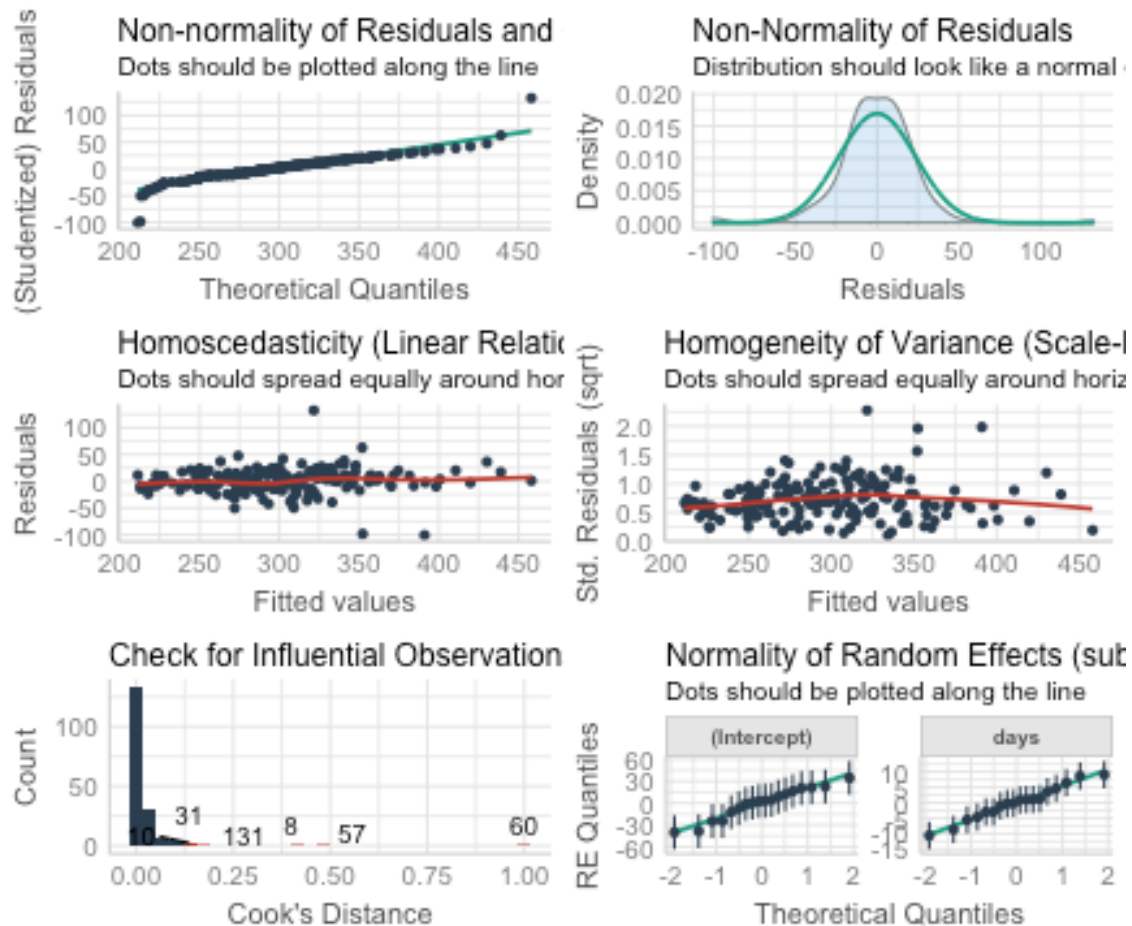 Non-normality of Residuals and
Dots should be plotted along the line
(Studentized) Residuals
100
50
0
-50
-100
200 250 300 350 400 450
Theoretical Quantiles
Non-Normality of Residuals
Distribution should look like a normal
Density
0.020
0.015
0.010
0.005
0.000
-100 -50 0 50 100
Residuals
Homoscedasticity (Linear Relatic
Dots should spread equally around hor
Residuals
100
50
0
-50
-100
200 250 300 350 400 450
Fitted values
Homogeneity of Variance (Scale-
Dots should spread equally around horiz
Std. Residuals (sqrt)
2.0
1.5
1.0
0.5
0.0
200 250 300 350 400 450
Fitted values
Check for Influential Observation
Count
100
50
0
10 31 131 8 57 60
0.00 0.25 0.50 0.75 1.00
Cook's Distance
Normality of Random Effects (sub
Dots should be plotted along the line
RE Quantiles
(Intercept)
60
30
0
-30
-60
-2 -1 0 1 2
days
10
-15
-2 -1 0 1 2
Theoretical Quantiles